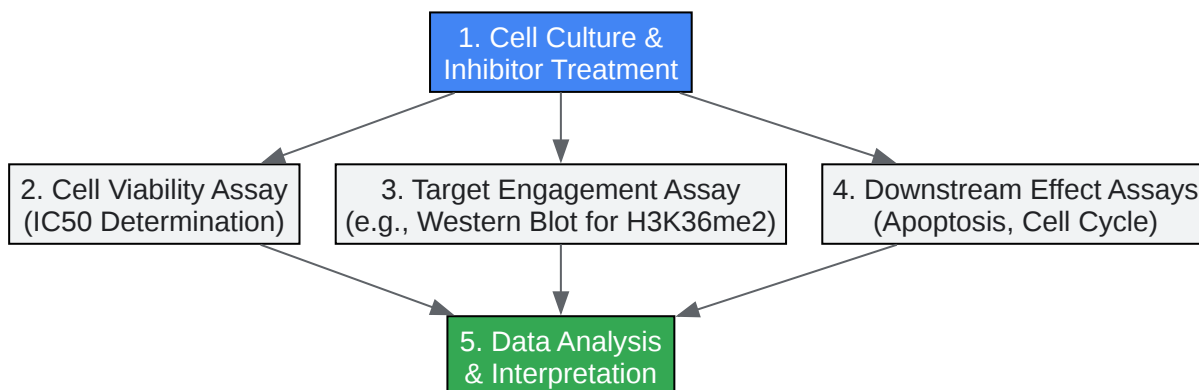 1. Cell Culture &
Inhibitor Treatment
2. Cell Viability Assay
(IC50 Determination)
3. Target Engagement Assay
(e.g., Western Blot for H3K36me2)
4. Downstream Effect Assays
(Apoptosis, Cell Cycle)
5. Data Analysis
& Interpretation